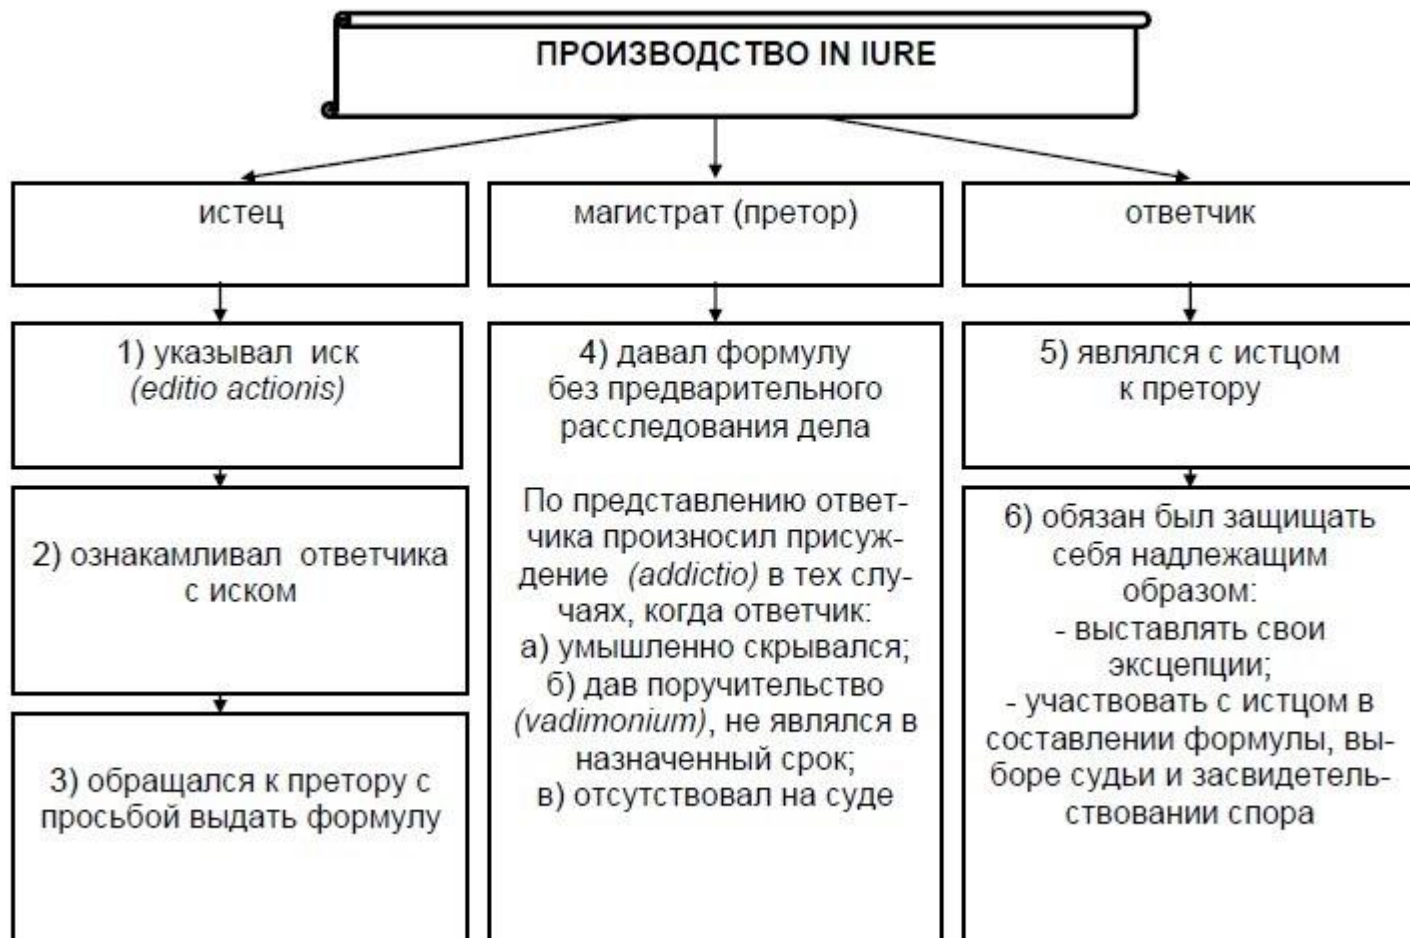 ПРОИЗВОДСТВО IN IURE
истец
1) указывал иск
(editio actionis)
2) ознакамливал ответчика
с иском
3) обращался к претору с
просьбой выдать формулу
магистрат (претор)
4) давал формулу
без предварительного
расследования дела
По представлению ответ-
чика произносил присуж-
дение (addictio) в тех слу-
чаях, когда ответчик:
а) умышленно скрывался;
б) дав поручительство
(vadimonium), не являлся в
назначенный срок;
в) отсутствовал на суде
ответчик
5) являлся с истцом
к претору
6) обязан был защищать
себя надлежащим
образом:
- выставлять свои
эксцепции;
- участвовать с истцом в
составлении формулы, вы-
боре судьи и засвидетель-
ствовании спора